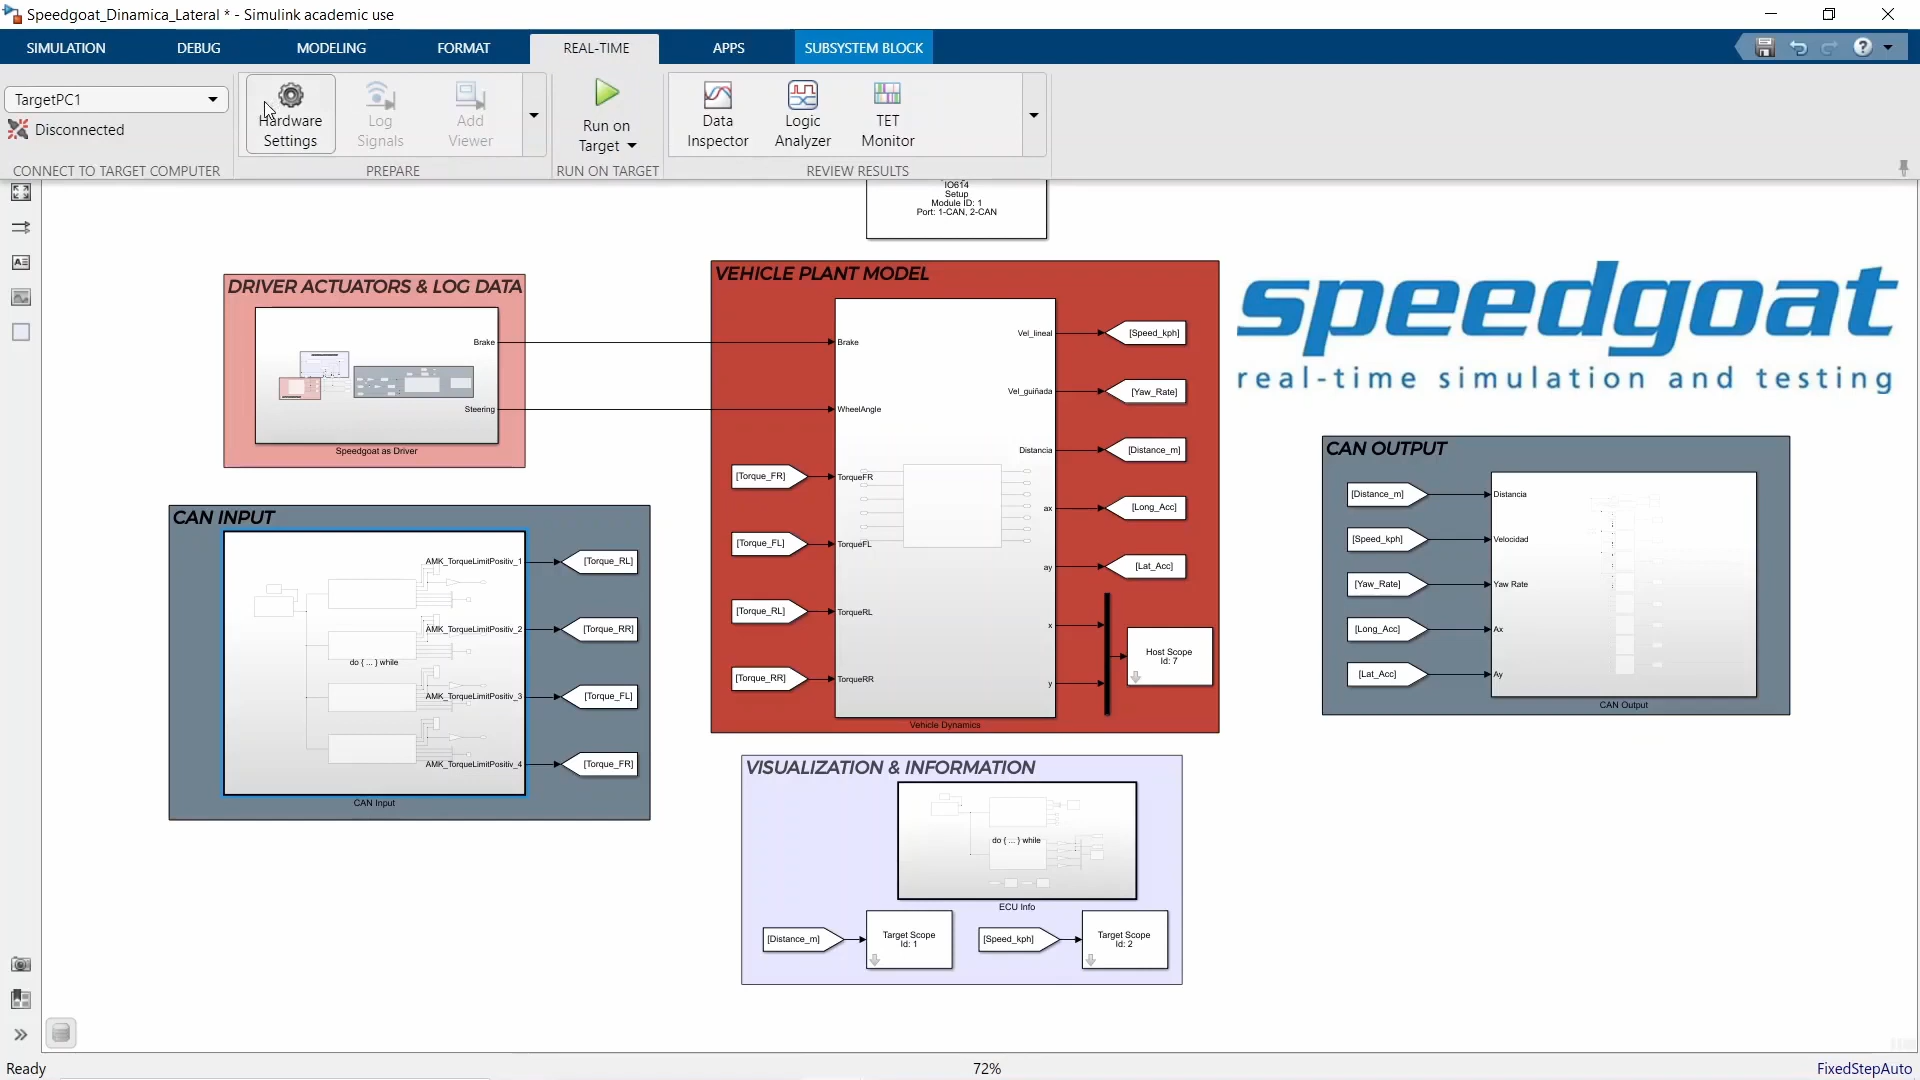 Speedgoat_Dinamica_Lateral * - Simulink academic use
SIMULATION
DEBUG
MODELING
FORMAT
REAL-TIME
APPS
SUBSYSTEM BLOCK
TargetPC1
Disconnected
CONNECT TO TARGET COMPUTER
Hardware
Settings
Log
Signals
Add
Viewer
PREPARE
Run on
Target
RUN ON TARGET
Data
Inspector
Logic
Analyzer
TET
Monitor
REVIEW RESULTS
IO614
Setup
Module ID: 1
Port: 1-CAN, 2-CAN
DRIVER ACTUATORS & LOG DATA
Brake
Steering
Speedgoat as Driver
CAN INPUT
AMK_TorqueLimitPositiv_1
[Torque_RL]
AMK_TorqueLimitPositiv_2
[Torque_RR]
do { ... } while
AMK_TorqueLimitPositiv_3
[Torque_FL]
AMK_TorqueLimitPositiv_4
[Torque_FR]
CAN Input
VEHICLE PLANT MODEL
Brake
WheelAngle
[Torque_FR]
TorqueFR
[Torque_FL]
TorqueFL
[Torque_RL]
TorqueRL
[Torque_RR]
TorqueRR
Vel_lineal
[Speed_kph]
Vel_guiñada
[Yaw_Rate]
Distancia
[Distance_m]
ax
[Long_Acc]
ay
[Lat_Acc]
x
y
Host Scope
Id: 7
Vehicle Dynamics
speedgoat
real-time simulation and testing
CAN OUTPUT
[Distance_m]
Distancia
[Speed_kph]
Velocidad
[Yaw_Rate]
Yaw Rate
[Long_Acc]
Ax
[Lat_Acc]
Ay
CAN Output
VISUALIZATION & INFORMATION
do { ... } while
ECU Info
[Distance_m]
Target Scope
Id: 1
[Speed_kph]
Target Scope
Id: 2
Ready
72%
FixedStepAuto